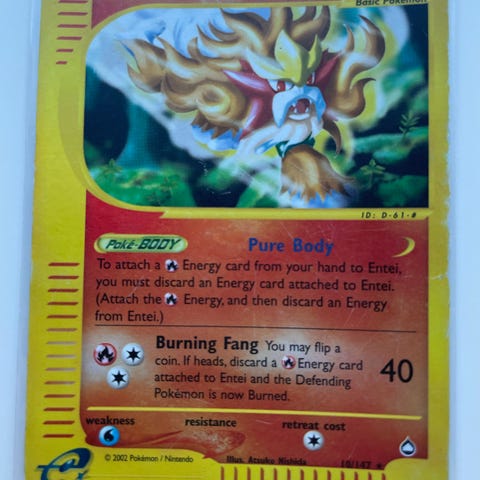 Basic Pokémon
ID: D-61-#
Poké-BODY Pure Body
To attach a Energy card from your hand to Entei,
you must discard an Energy card attached to Entei.
(Attach the Energy, and then discard an Energy
from Entei.)
Burning Fang You may flip a
coin. If heads, discard a Energy card
attached to Entei and the Defending
Pokémon is now Burned.
40
weakness resistance retreat cost
© 2002 Pokémon / Nintendo Illus. Atsuko Nishida 10/147 ★
e